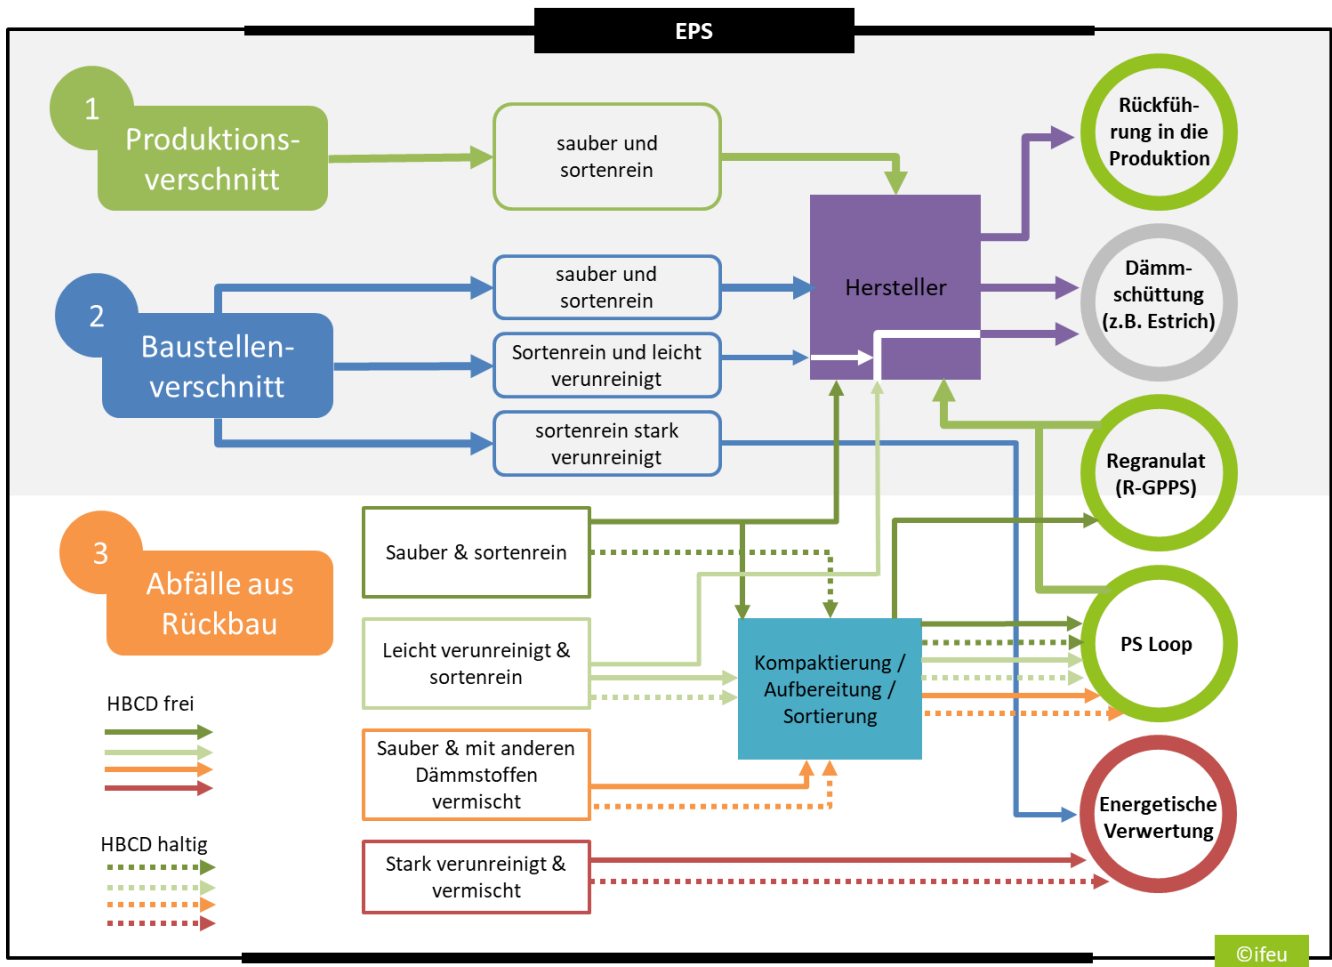 EPS
1
Produktions-
verschnitt
sauber und
sortenrein
Rückfüh-
rung in die
Produktion
2
Baustellen-
verschnitt
sauber und
sortenrein
Sortenrein und leicht
verunreinigt
sortenrein stark
verunreinigt
Hersteller
Dämm-
schüttung
(z.B. Estrich)
Regranulat
(R-GPPS)
3
Abfälle aus
Rückbau
Sauber & sortenrein
Leicht verunreinigt &
sortenrein
Sauber & mit anderen
Dämmstoffen
vermischt
Stark verunreinigt &
vermischt
Kompaktierung /
Aufbereitung /
Sortierung
PS Loop
Energetische
Verwertung
HBCD frei
HBCD haltig
©ifeu